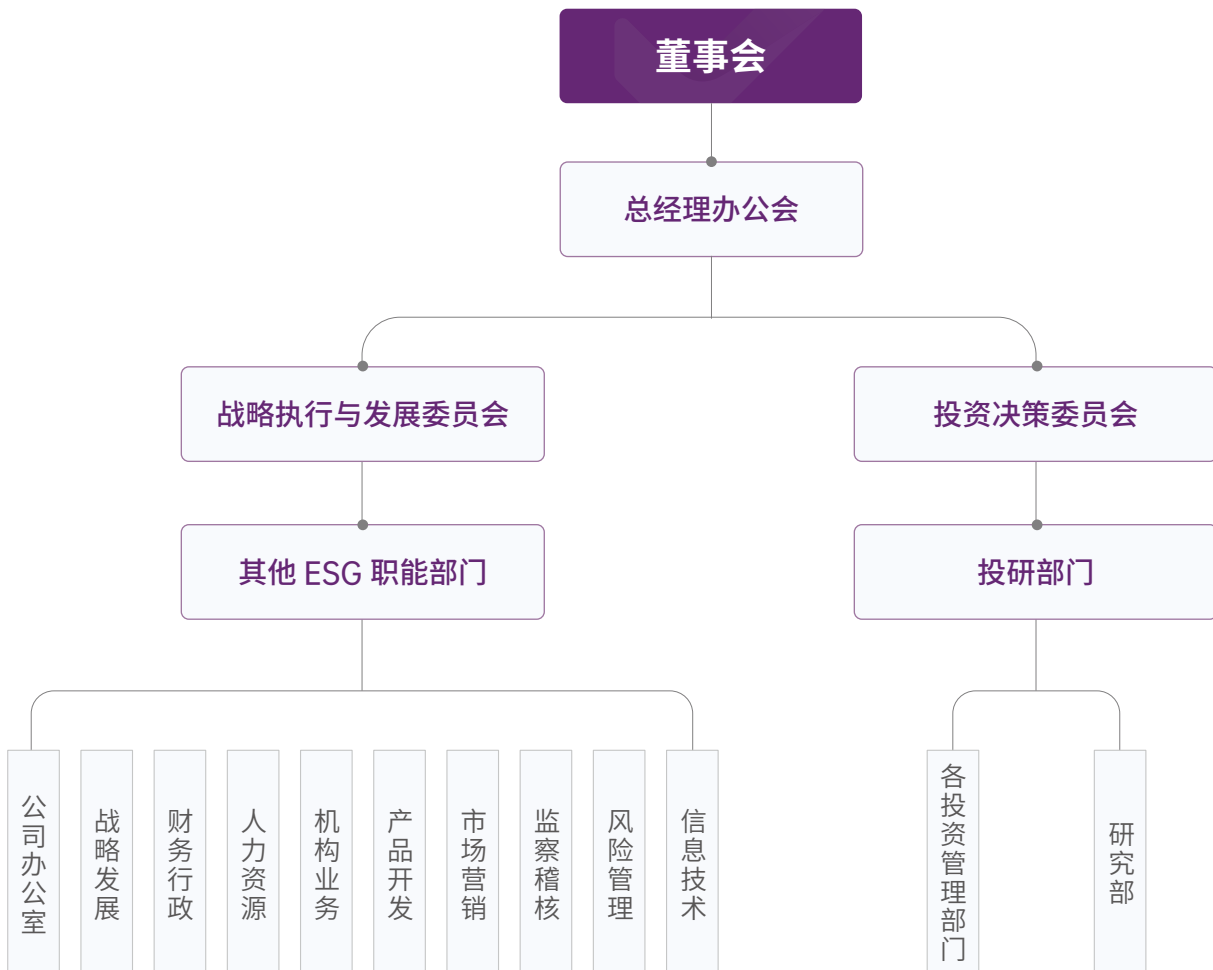 董事会
总经理办公会
战略执行与发展委员会
投资决策委员会
其他 ESG 职能部门
投研部门
公司办公室
战略发展
财务行政
人力资源
机构业务
产品开发
市场营销
监察稽核
风险管理
信息技术
各投资管理部门
研究部